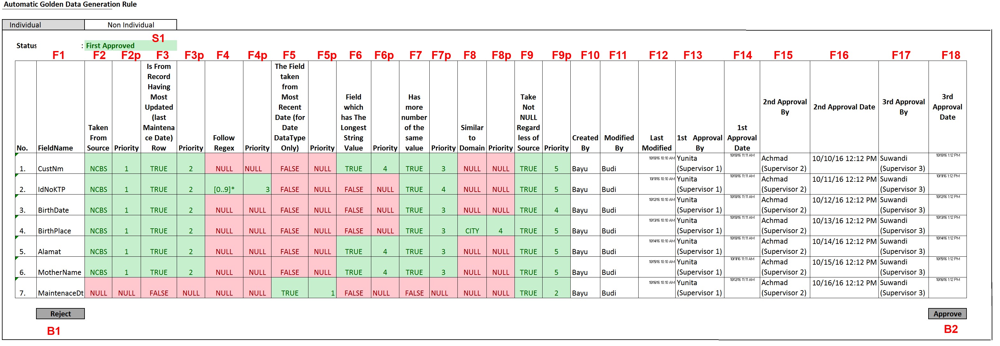 Automatic Golden Data Generation Rule
Individual Non Individual
S1
Status : First Approved
F1 F2 F2p F3 F3p F4 F4p F5 F5p F6 F6p F7 F7p F8 F8p F9 F9p F10 F11 F12 F13 F14 F15 F16 F17 F18
No. FieldName Taken From Source Priority Is From Record Having Most Updated (last Maintenace Date) Row Priority Follow Regex Priority The Field taken from Most Recent Date (for Date DataType Only) Priority Field which has The Longest String Value Priority Has more number of the same value Priority Similar to Domain Priority Take Not NULL Regardless of Source Priority Created By Modified By Last Modified 1st Approval By 1st Approval Date 2nd Approval By 2nd Approval Date 3rd Approval By 3rd Approval Date
1. CustNm NCBS 1 TRUE 2 NULL NULL FALSE NULL TRUE 4 TRUE 3 NULL NULL TRUE 5 Bayu Budi 10/10/16 10:10 AM Yunita (Supervisor 1) 10/10/16 11:11 AM Achmad (Supervisor 2) 10/10/16 12:12 PM Suwandi (Supervisor 3) 10/10/16 1:12 PM
2. IdNoKTP NCBS 1 TRUE 2 [0..9]* 3 FALSE NULL FALSE NULL TRUE 4 NULL NULL TRUE 5 Bayu Budi 10/11/16 10:10 AM Yunita (Supervisor 1) 10/10/16 11:11 AM Achmad (Supervisor 2) 10/11/16 12:12 PM Suwandi (Supervisor 3) 10/11/16 1:12 PM
3. BirthDate NCBS 1 TRUE 2 NULL NULL FALSE NULL FALSE NULL TRUE 3 NULL NULL TRUE 4 Bayu Budi 10/12/16 10:10 AM Yunita (Supervisor 1) 10/10/16 11:11 AM Achmad (Supervisor 2) 10/12/16 12:12 PM Suwandi (Supervisor 3) 10/12/16 1:12 PM
4. BirthPlace NCBS 1 TRUE 2 NULL NULL FALSE NULL FALSE NULL TRUE 3 CITY 4 TRUE 5 Bayu Budi 10/13/16 10:10 AM Yunita (Supervisor 1) 10/10/16 11:11 AM Achmad (Supervisor 2) 10/13/16 12:12 PM Suwandi (Supervisor 3) 10/13/16 1:12 PM
5. Alamat NCBS 1 TRUE 2 NULL NULL FALSE NULL TRUE 4 TRUE 3 NULL NULL TRUE 5 Bayu Budi 10/14/16 10:10 AM Yunita (Supervisor 1) 10/10/16 11:11 AM Achmad (Supervisor 2) 10/14/16 12:12 PM Suwandi (Supervisor 3) 10/14/16 1:12 PM
6. MotherName NCBS 1 TRUE 2 NULL NULL FALSE NULL TRUE 4 TRUE 3 NULL NULL TRUE 5 Bayu Budi 10/15/16 10:10 AM Yunita (Supervisor 1) 10/11/16 11:11 AM Achmad (Supervisor 2) 10/15/16 12:12 PM Suwandi (Supervisor 3) 10/15/16 1:12 PM
7. MaintenaceDt NULL NULL FALSE NULL NULL NULL TRUE 1 FALSE NULL FALSE NULL NULL NULL TRUE 2 Bayu Budi 10/16/16 10:10 AM Yunita (Supervisor 1) 10/12/16 11:11 AM Achmad (Supervisor 2) 10/16/16 12:12 PM Suwandi (Supervisor 3) 10/16/16 1:12 PM
Reject Approve
B1 B2